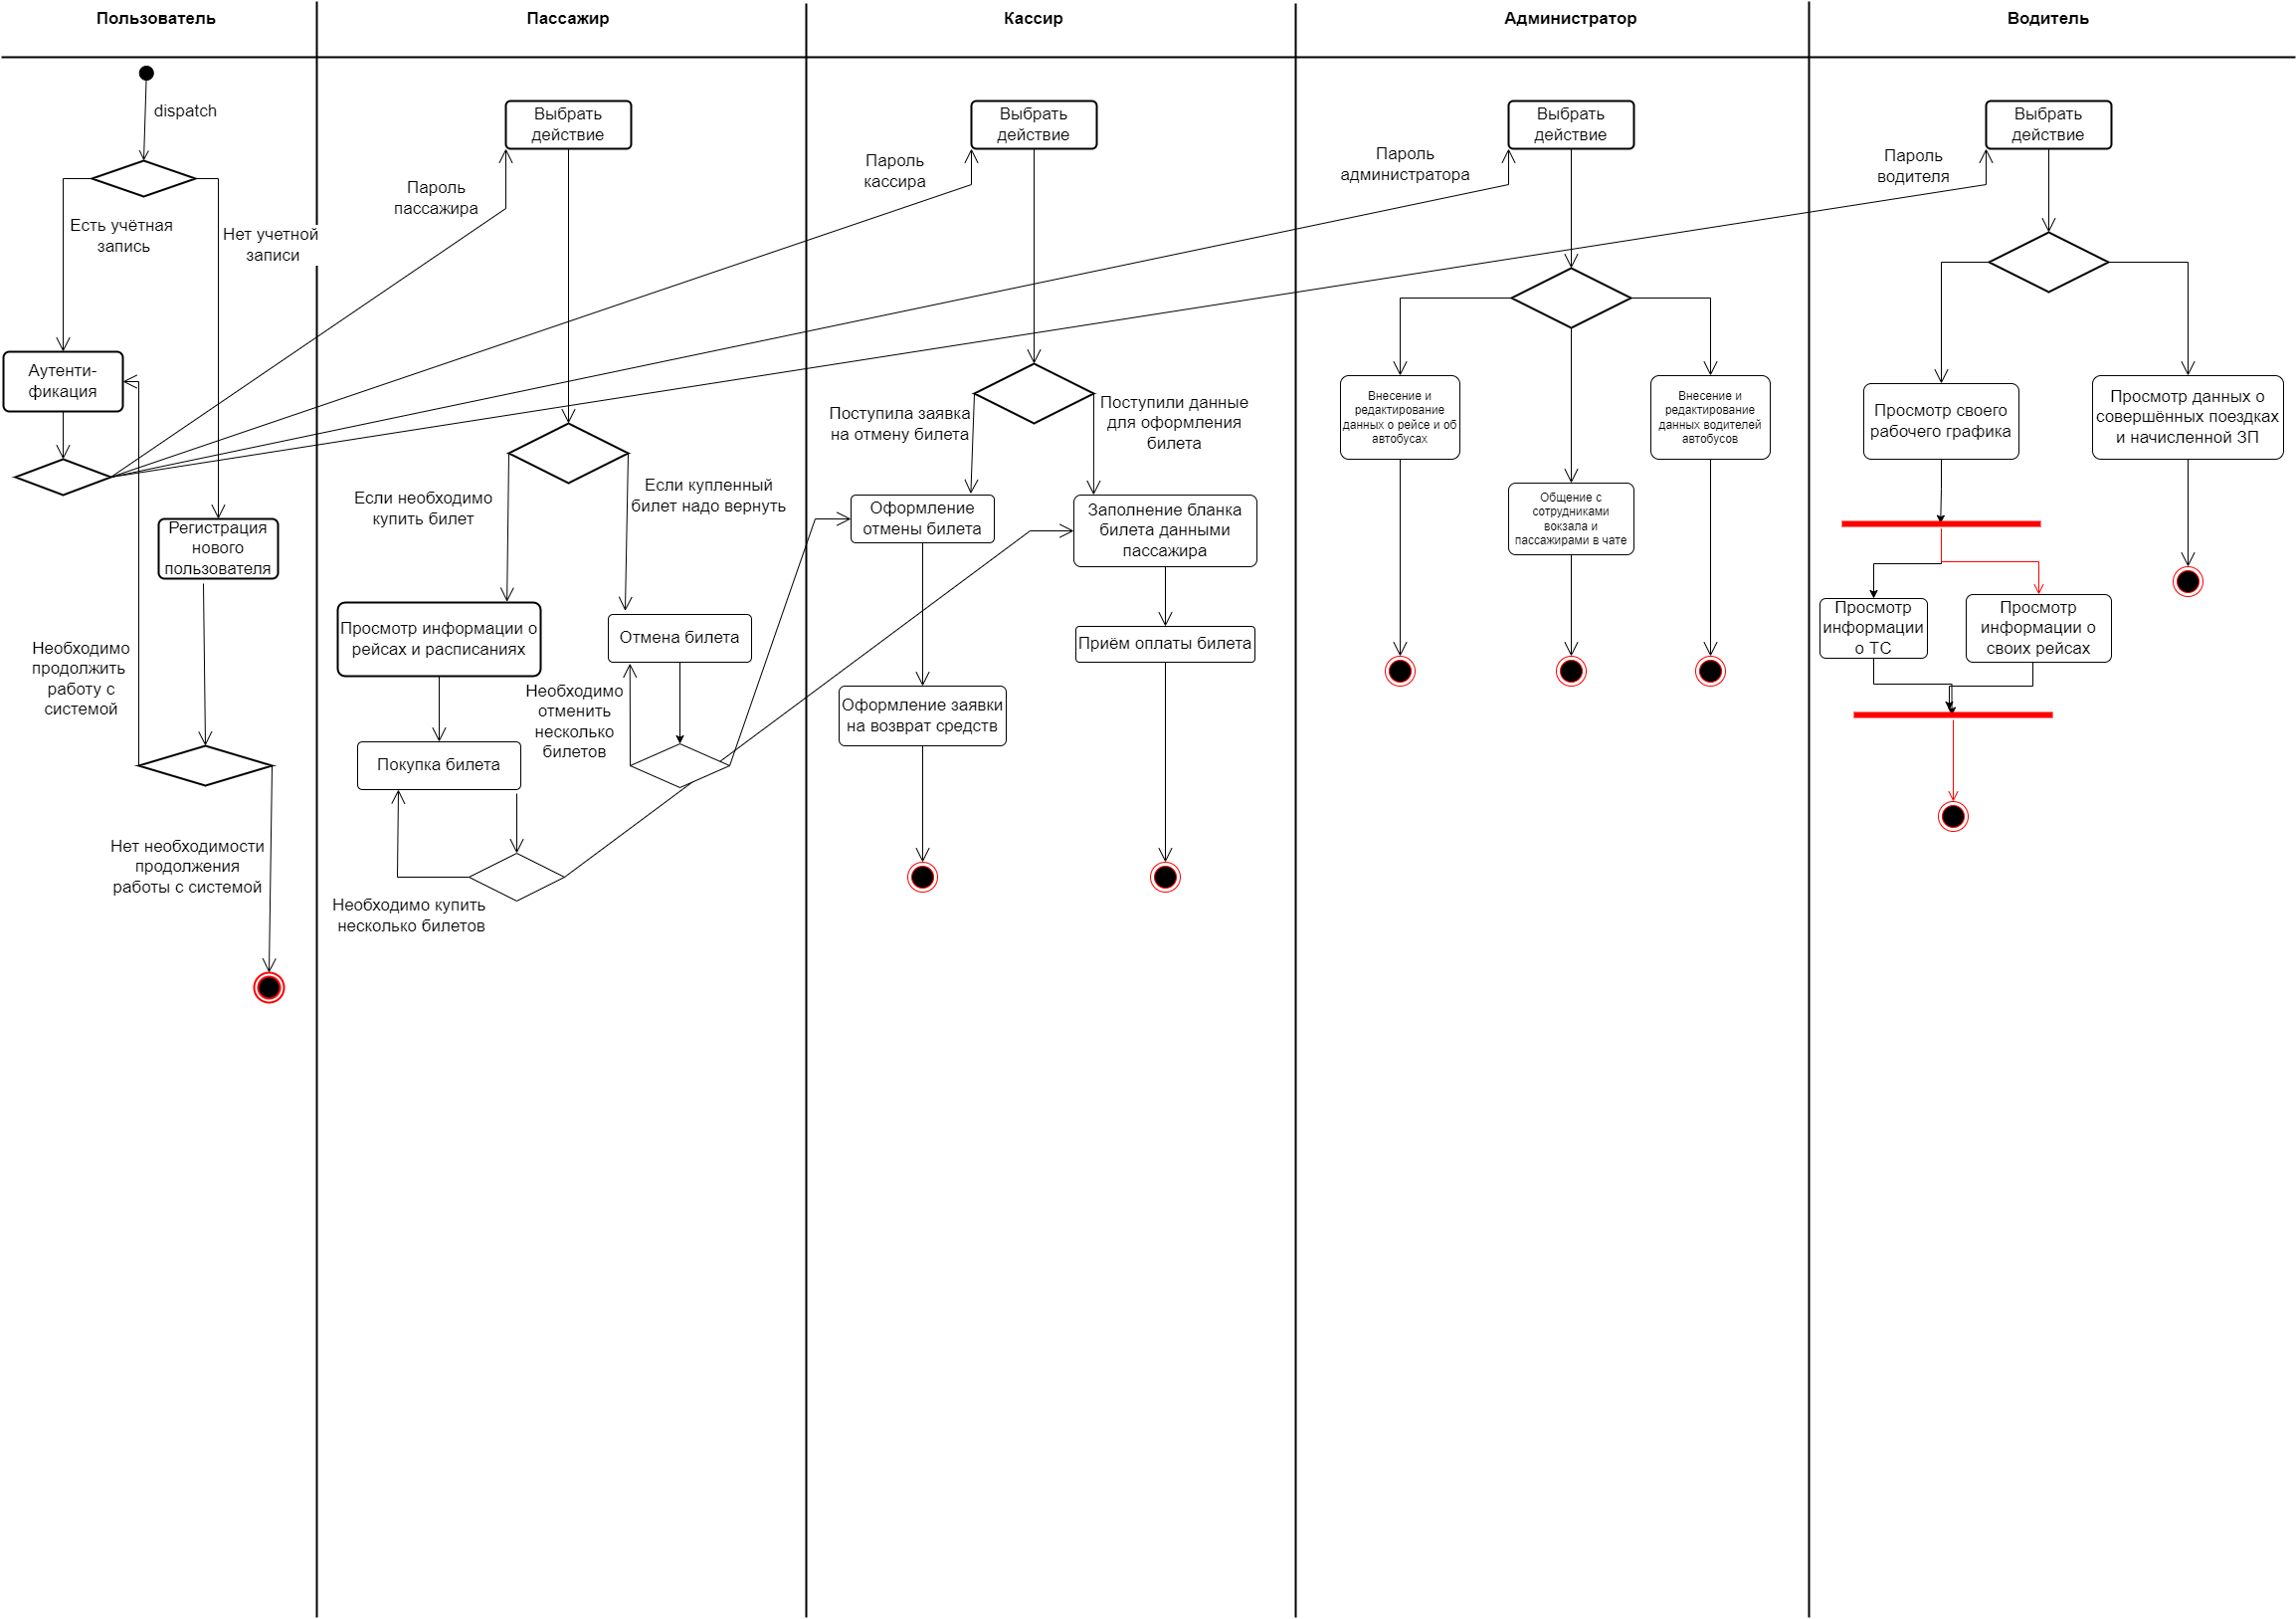 Пользователь
Пассажир
Кассир
Администратор
Водитель
dispatch
Есть учётная
запись
Нет учетной
записи
Аутенти-
фикация
Регистрация
нового
пользователя
Необходимо
продолжить
работу с
системой
Нет необходимости
продолжения
работы с системой
Выбрать
действие
Пароль
пассажира
Если необходимо
купить билет
Если купленный
билет надо вернуть
Просмотр информации о
рейсах и расписаниях
Отмена билета
Необходимо
отменить
несколько
билетов
Покупка билета
Необходимо купить
несколько билетов
Выбрать
действие
Пароль
кассира
Поступила заявка
на отмену билета
Поступили данные
для оформления
билета
Оформление
отмены билета
Заполнение бланка
билета данными
пассажира
Приём оплаты билета
Оформление заявки
на возврат средств
Выбрать
действие
Пароль
администратора
Внесение и
редактирование
данных о рейсе и об
автобусах
Внесение и
редактирование
данных водителей
автобусов
Общение с
сотрудниками
вокзала и
пассажирами в чате
Выбрать
действие
Пароль
водителя
Просмотр своего
рабочего графика
Просмотр данных о
совершённых поездках
и начисленной ЗП
Просмотр
информации
о ТС
Просмотр
информации о
своих рейсах